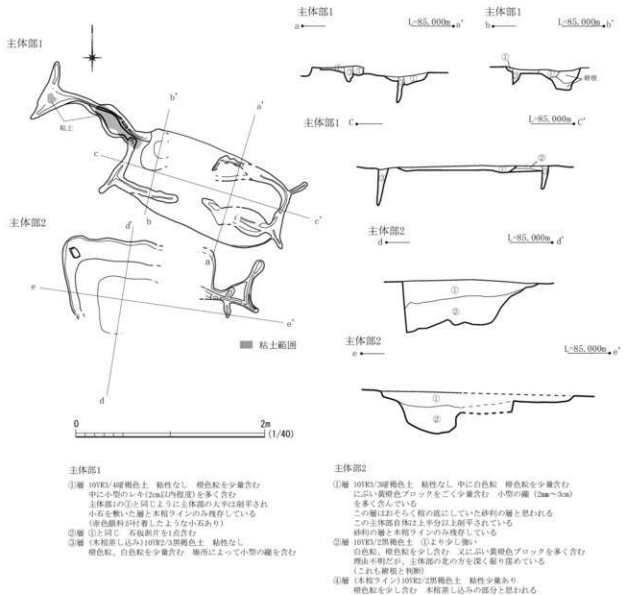 主体部1
主体部1
主体部1
a
L=85,000m
a'
b
L=85,000m
b'
①
樹根
粘土
b'
a'
c
c'
b
a
主体部1
C
L=85,000m
C'
②
主体部2
d'
e
e'
d
粘土範囲
主体部2
d
L=85,000m
d'
①
②
主体部2
e
L=85,000m
e'
①
②
0
2m
(1/40)
主体部1
①層 10YR3/4暗褐色土 粘性なし 橙色粒を少量含む
中に小型のレキ(2cm以内程度)を多く含む
主体部1の①と同じように主体部の大半は削平され
小石を敷いた層と木棺ラインのみ残存している
(赤色顔料が付着したような小石あり)
②層 ①と同じ 石板剥片を1点含む
③層 (木棺差し込み)10YR2/3黒褐色土 粘性なし
橙色粒、白色粒を少量含む 場所によって小型の礫を含む
主体部2
①層 10YR3/3暗褐色土 粘性なし 中に白色粒 橙色粒を少量含む
にぶい黄橙色ブロックをごく少量含む 小型の礫 (2mm～3cm)
を多く含んでいる
この層はおそらく棺の底にしていた砂利の層と思われる
この主体部自体は上半分以上削平されている
砂利の層と木棺ラインのみ残存している
②層 10YR3/2黒褐色土 ①より少し強い
白色粒、橙色粒を少し含む 又にぶい黄橙色ブロックを多く含む
理由不明だが、主体部の北の方を深く掘り窪めている
(これも樹根と判断)
④層 (木棺ライン)10YR2/2黒褐色土 粘性少量あり
橙色粒を少し含む 木棺差し込みの部分と思われる